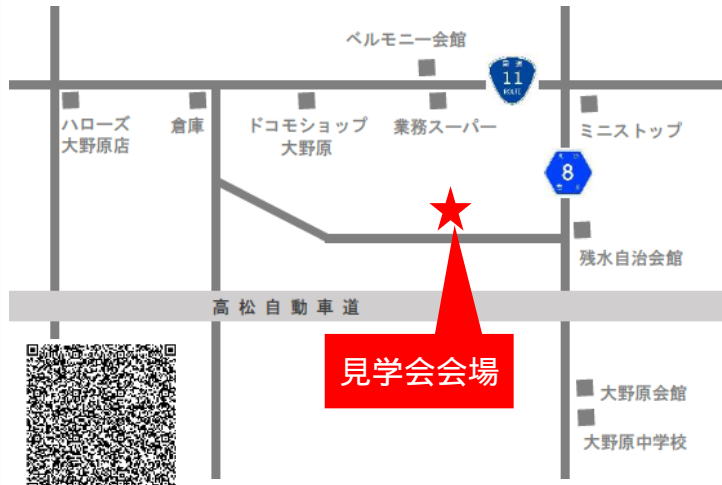 ベルモニー会館
11
ROUTE
ハローズ
大野原店
倉庫
ドコモショップ
大野原
業務スーパー
ミニストップ
8
残水自治会館
高松自動車道
見学会会場
大野原会館
大野原中学校